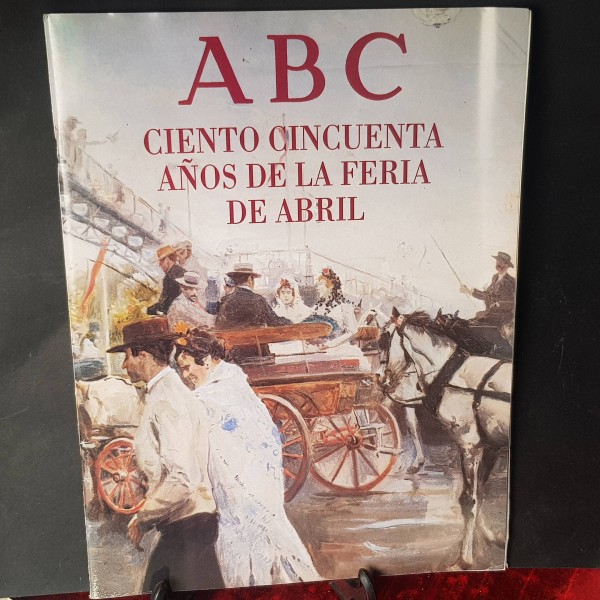 ABC
CIENTO CINCUENTA
AÑOS DE LA FERIA
DE ABRIL